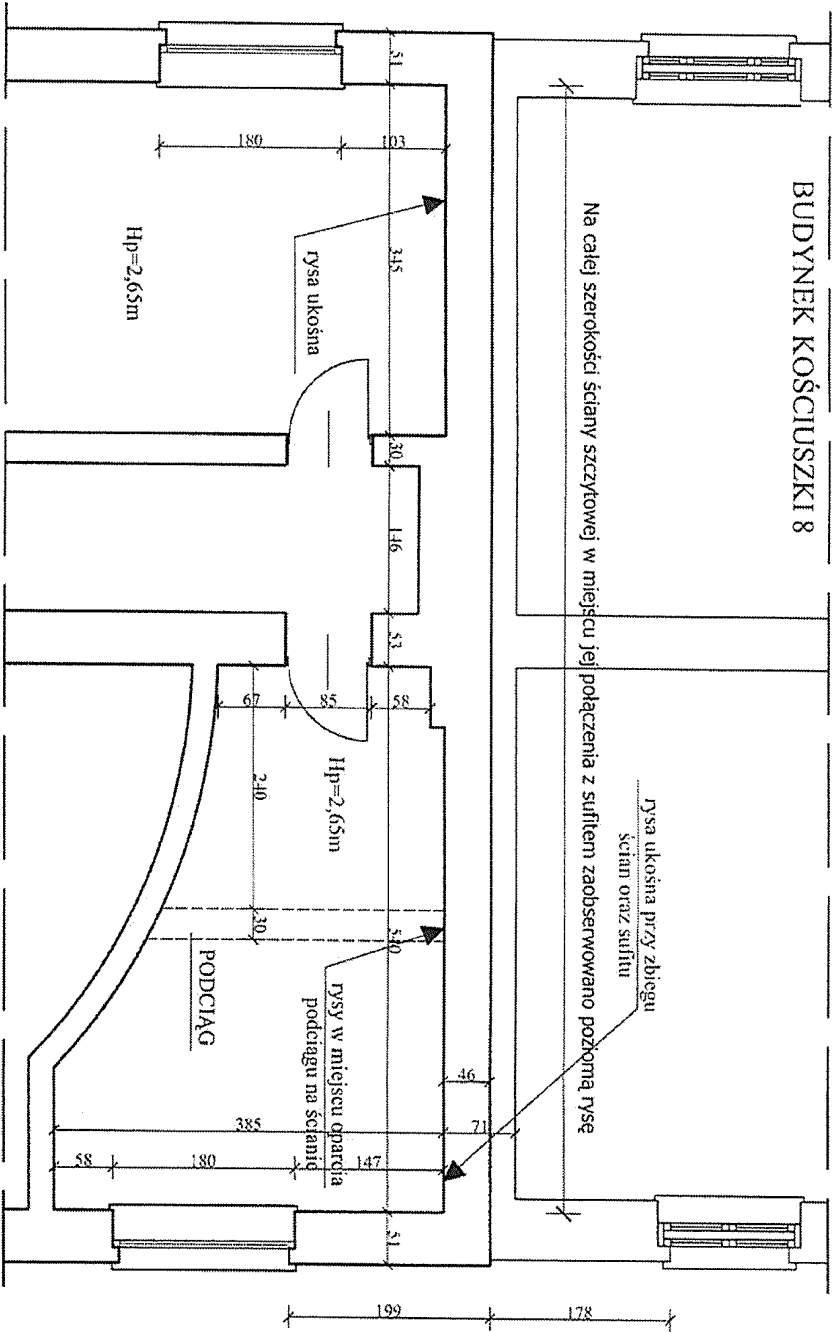 BUDYNEK KOŚCIUSZKI 8
Na całej szerokości ściany szczytowej w miejscu jej połączenia z sufitem zaobserwowano poziomą rysę
rysa ukośna przy zbiegu
ścian oraz sufitu
rysa ukośna
Hp=2,65m
Hp=2,65m
PODCIĄG
rysy w miejscu oparcia
podciągu na ścianie
51
180
103
345
30
146
53
67
85
58
240
30
540
46
71
385
58
180
147
51
199
178